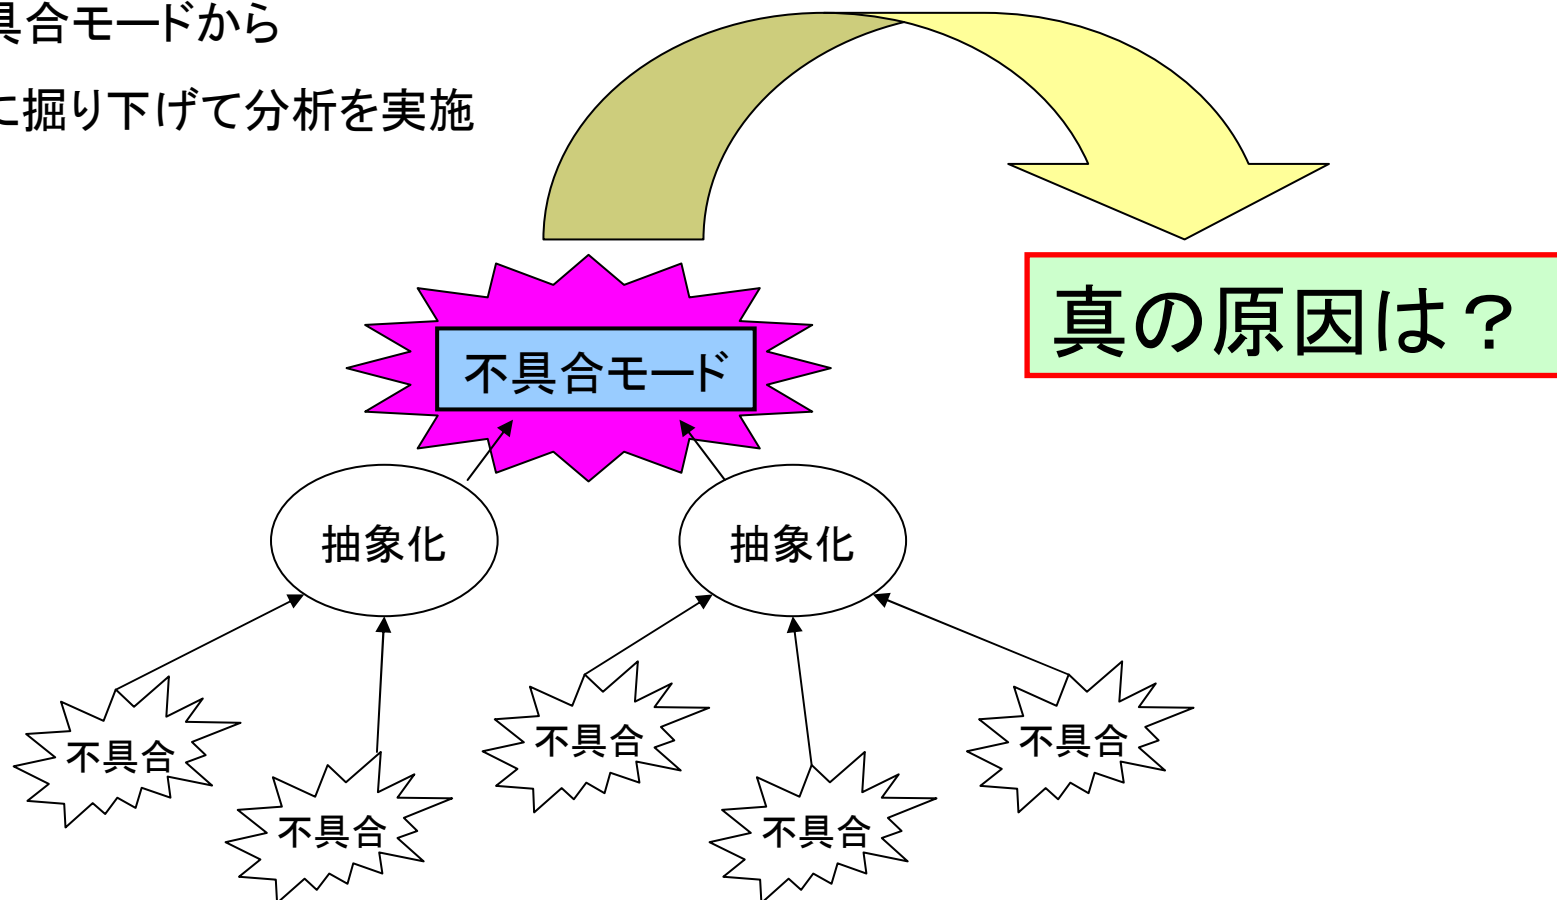 具合モードから
に掘り下げて分析を実施
真の原因は？
不具合モード
抽象化
抽象化
不具合
不具合
不具合
不具合
不具合